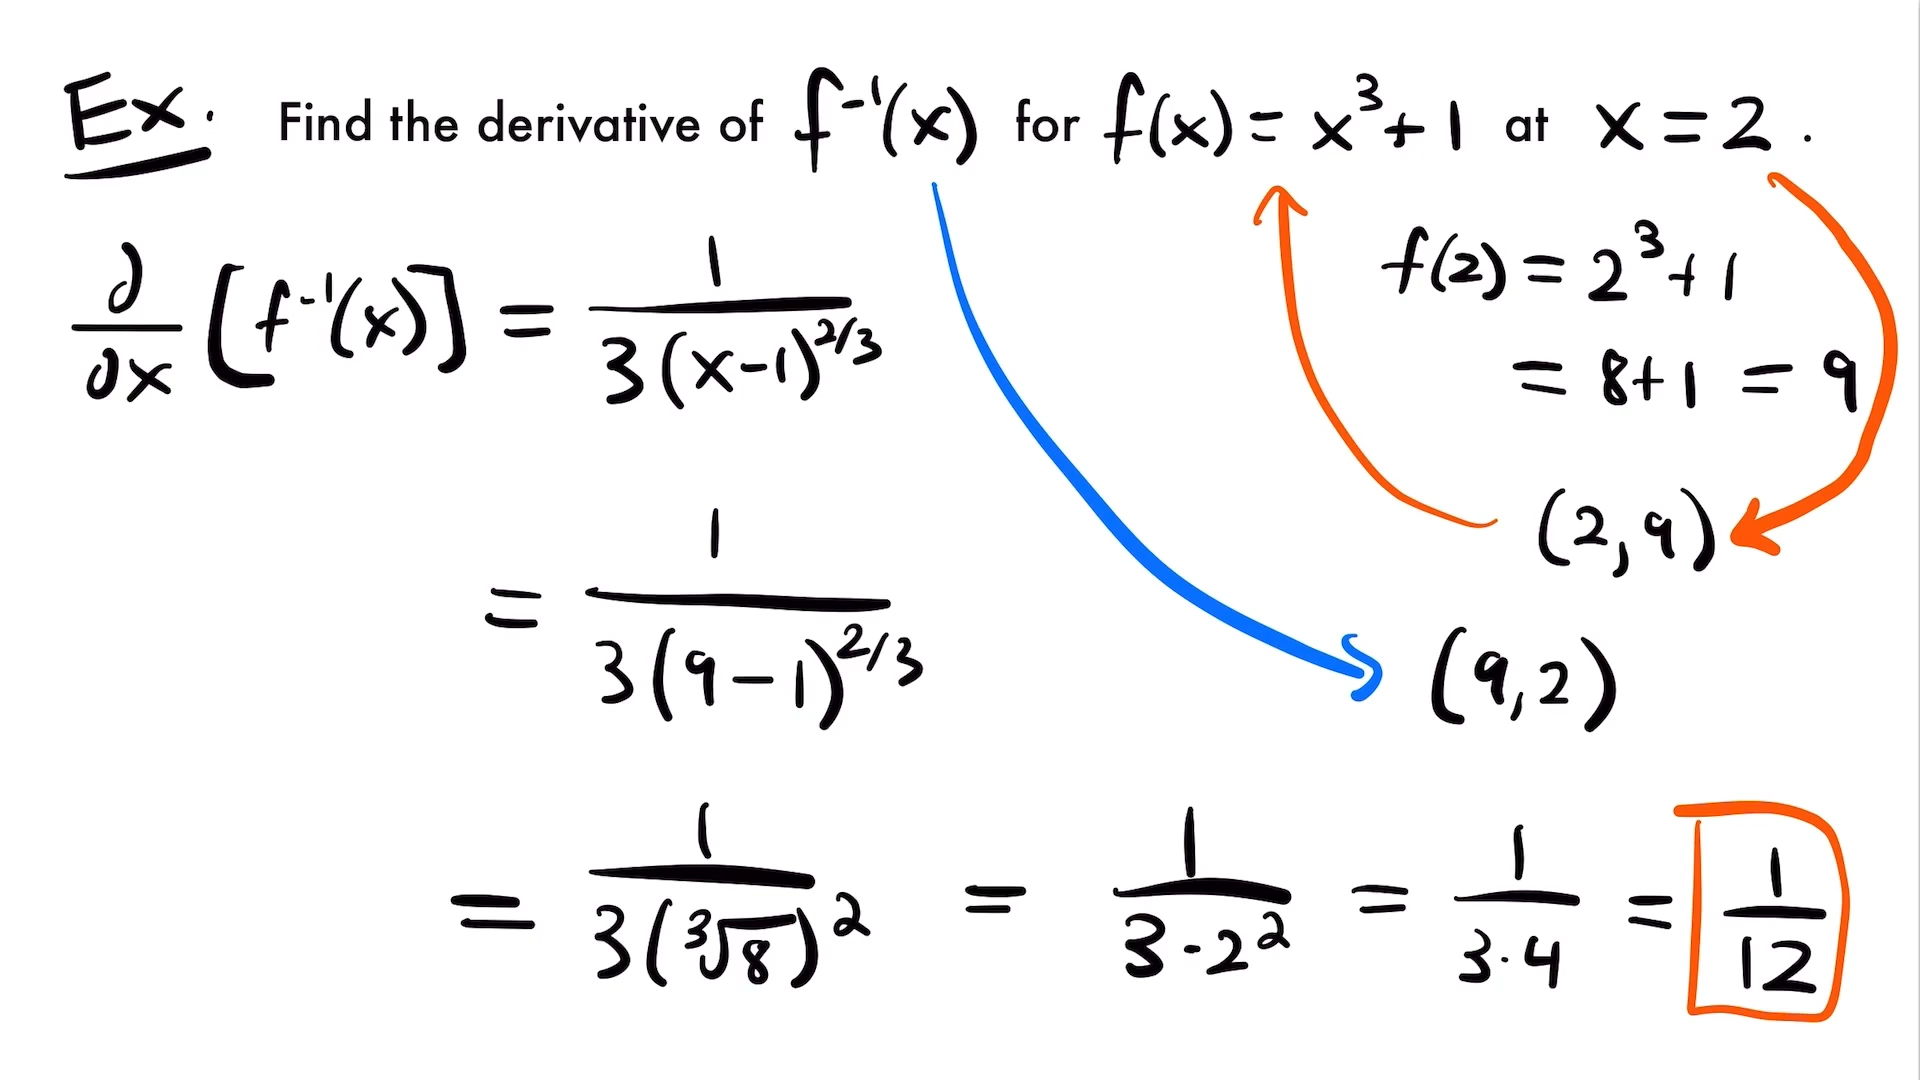 Ex. Find the derivative of f⁻¹(x) for f(x) = x³ + 1 at x = 2 .
∂/∂x [f⁻¹(x)] = 1/(3(x-1)^(2/3))
f(2) = 2³ + 1
= 8 + 1 = 9
(2, 9)
= 1/(3(9-1)^(2/3))
(9, 2)
= 1/(3(³√8)²) = 1/(3·2²) = 1/(3·4) = 1/12